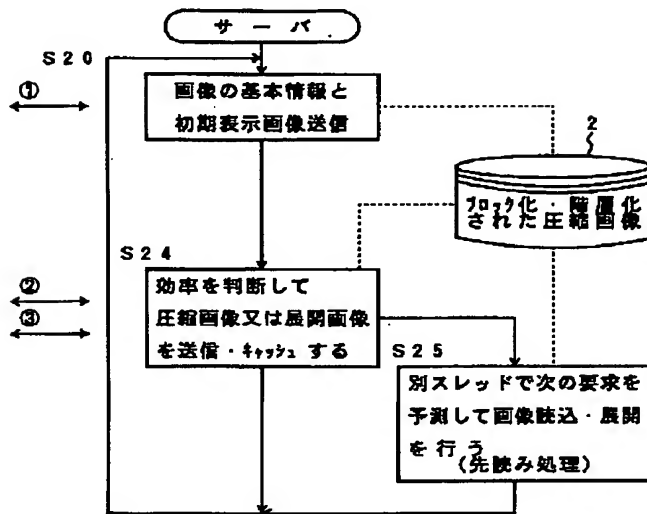 サーバ
S20
①
画像の基本情報と
初期表示画像送信
2
ブロック化・階層化
された圧縮画像
S24
②
③
効率を判断して
圧縮画像又は展開画像
を送信・キャッシュする
S25
別スレッドで次の要求を
予測して画像読込・展開
を行う
(先読み処理)